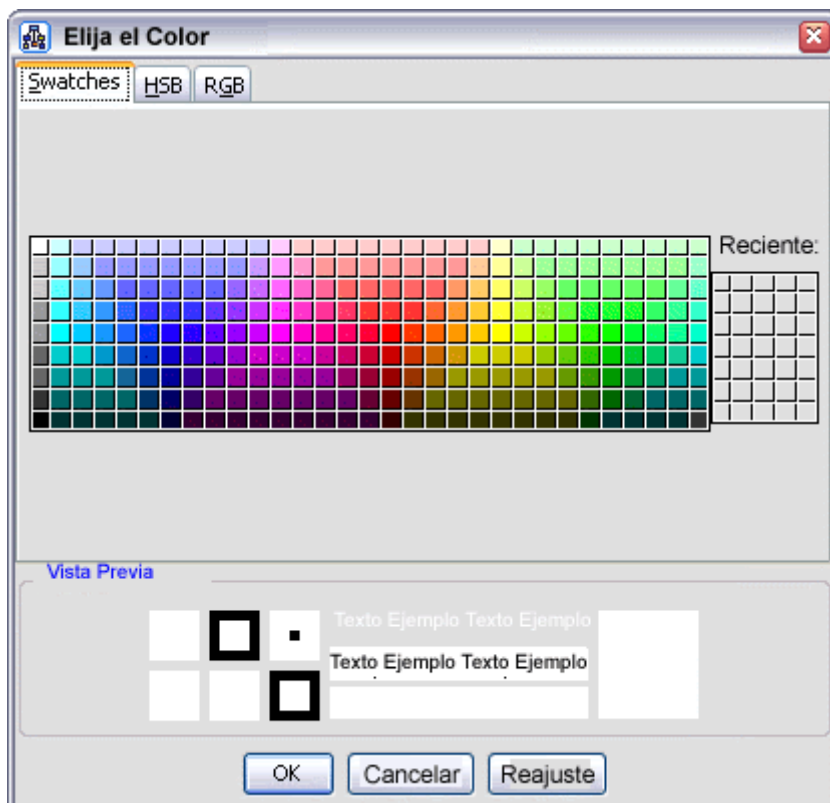 Elija el Color
Swatches HSB RGB
Reciente:
Vista Previa
Texto Ejemplo Texto Ejemplo
Texto Ejemplo Texto Ejemplo
OK Cancelar Reajuste